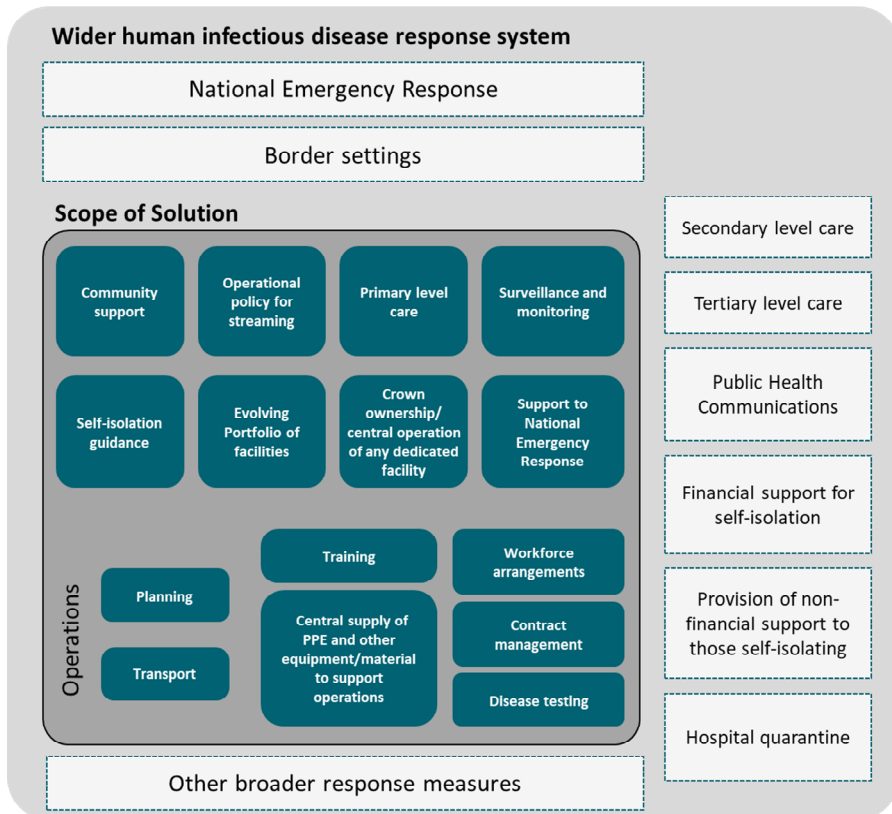 Wider human infectious disease response system
National Emergency Response
Border settings
Scope of Solution
Community
support
Operational
policy for
streaming
Primary level
care
Surveillance and
monitoring
Self-isolation
guidance
Evolving
Portfolio of
facilities
Crown
ownership/
central operation
of any dedicated
facility
Support to
National
Emergency
Response
Operations
Planning
Transport
Training
Central supply of
PPE and other
equipment/material
to support
operations
Workforce
arrangements
Contract
management
Disease testing
Secondary level care
Tertiary level care
Public Health
Communications
Financial support for
self-isolation
Provision of non-
financial support to
those self-isolating
Hospital quarantine
Other broader response measures